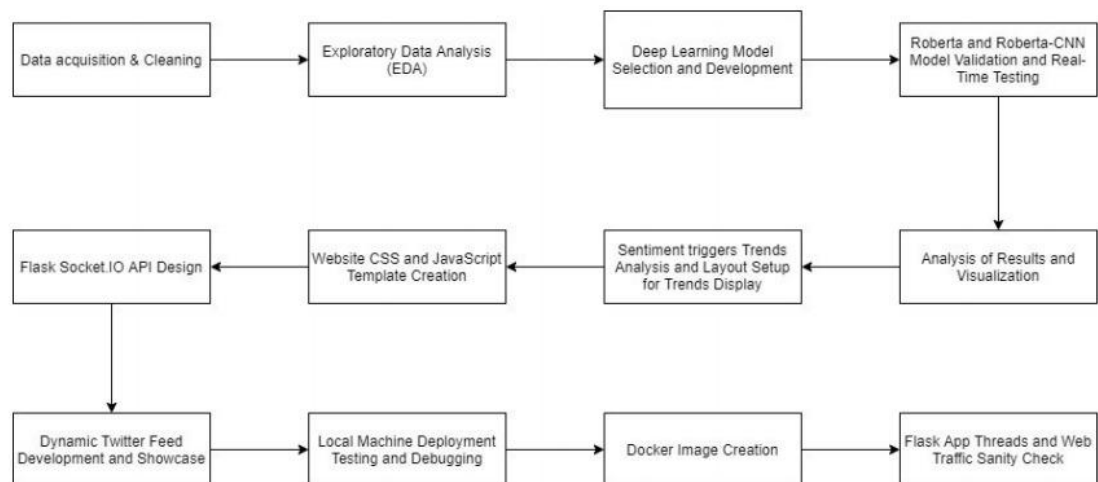 Data acquisition & Cleaning
Exploratory Data Analysis
(EDA)
Deep Learning Model
Selection and Development
Roberta and Roberta-CNN
Model Validation and Real-
Time Testing
Flask Socket.IO API Design
Website CSS and JavaScript
Template Creation
Sentiment triggers Trends
Analysis and Layout Setup
for Trends Display
Analysis of Results and
Visualization
Dynamic Twitter Feed
Development and Showcase
Local Machine Deployment
Testing and Debugging
Docker Image Creation
Flask App Threads and Web
Traffic Sanity Check